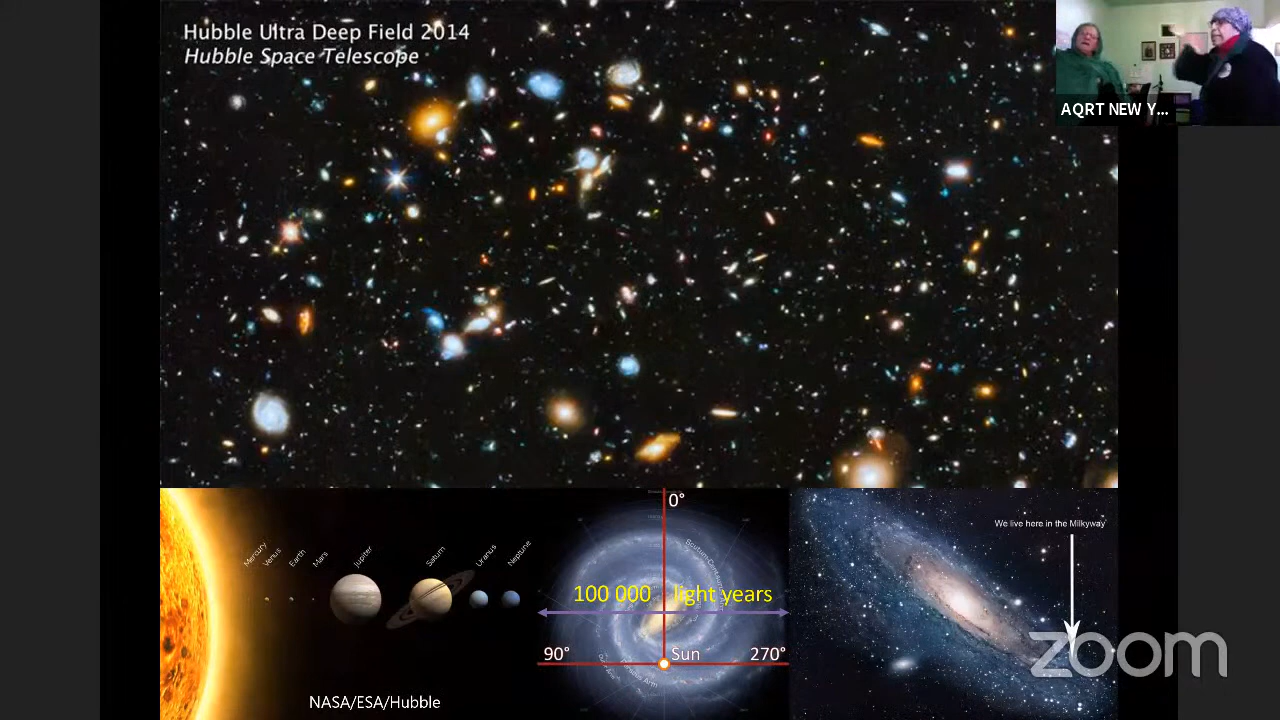 Hubble Ultra Deep Field 2014
Hubble Space Telescope
AQRT NEW Y...
Mercury
Venus
Earth
Mars
Jupiter
Saturn
Uranus
Neptune
NASA/ESA/Hubble
0°
100 000 light years
90°
Sun
270°
We live here in the Milkyway
zoom